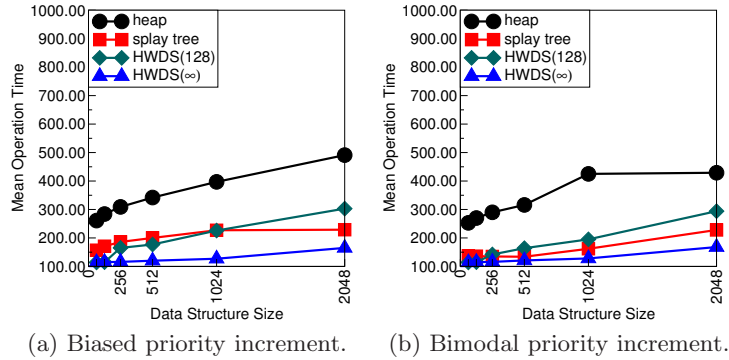 1000.00
900.00
800.00
700.00
600.00
500.00
400.00
300.00
200.00
100.00
Mean Operation Time
heap
splay tree
HWDS(128)
HWDS(∞)
0
256
512
1024
2048
Data Structure Size
(a) Biased priority increment.
1000.00
900.00
800.00
700.00
600.00
500.00
400.00
300.00
200.00
100.00
Mean Operation Time
heap
splay tree
HWDS(128)
HWDS(∞)
0
256
512
1024
2048
Data Structure Size
(b) Bimodal priority increment.